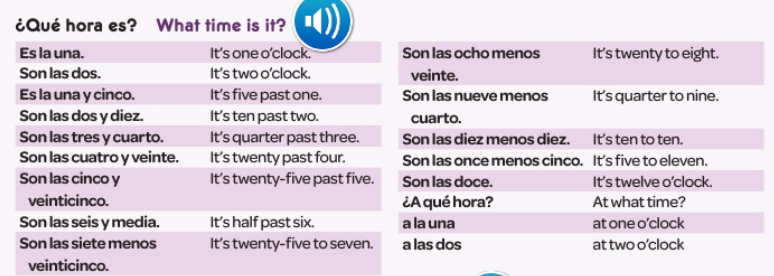 ¿Qué hora es? What time is it?
Es la una. It's one o'clock.
Son las dos. It's two o'clock.
Es la una y cinco. It's five past one.
Son las dos y diez. It's ten past two.
Son las tres y cuarto. It's quarter past three.
Son las cuatro y veinte. It's twenty past four.
Son las cinco y It's twenty-five past five.
veinticinco.
Son las seis y media. It's half past six.
Son las siete menos It's twenty-five to seven.
veinticinco.
Son las ocho menos It's twenty to eight.
veinte.
Son las nueve menos It's quarter to nine.
cuarto.
Son las diez menos diez. It's ten to ten.
Son las once menos cinco. It's five to eleven.
Son las doce. It's twelve o'clock.
¿A qué hora? At what time?
a la una at one o'clock
a las dos at two o'clock